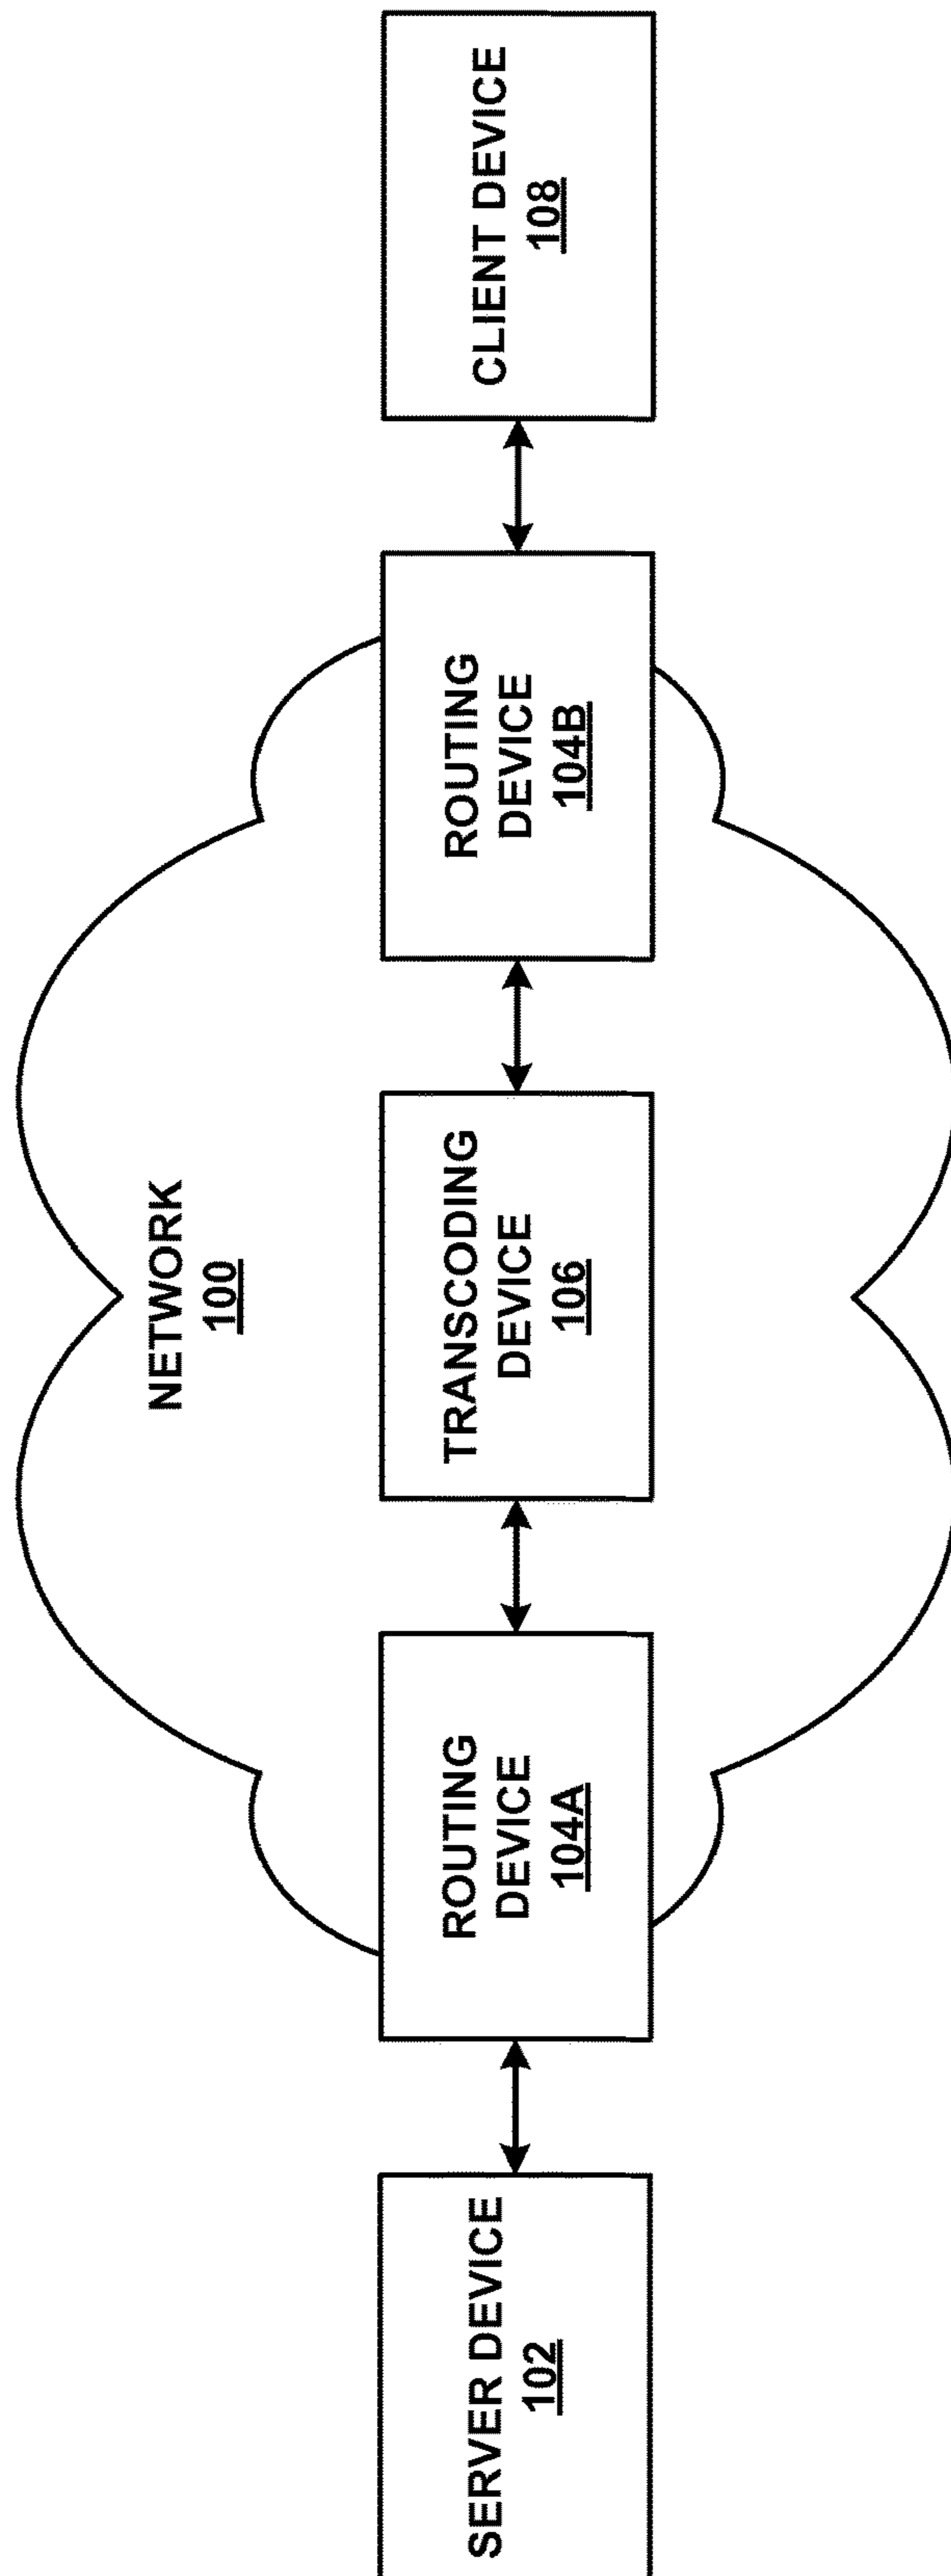 NETWORK
100
SERVER DEVICE
102
ROUTING
DEVICE
104A
TRANSCODING
DEVICE
106
ROUTING
DEVICE
104B
CLIENT DEVICE
108